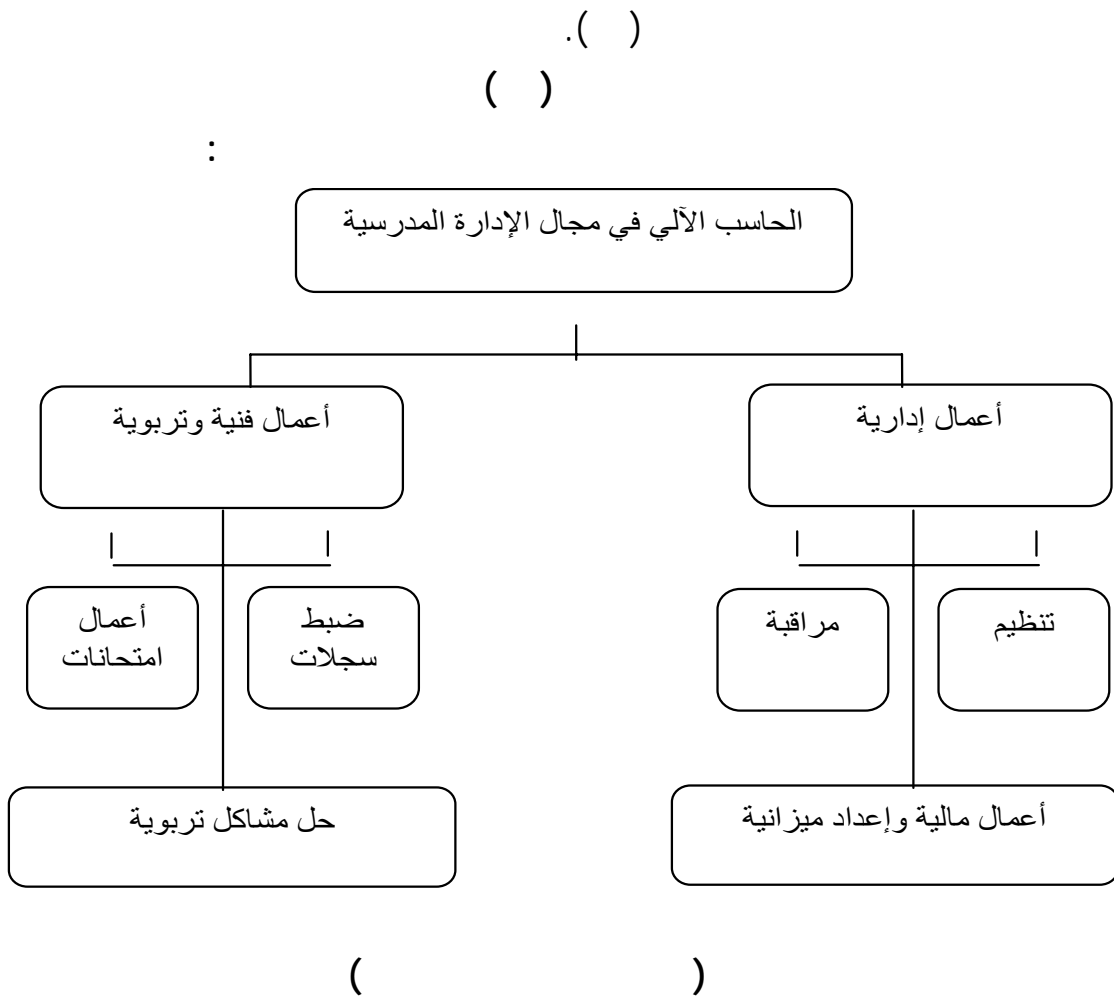 ( ).
( )
:
الحاسب الآلي في مجال الإدارة المدرسية
أعمال إدارية
أعمال فنية وتربوية
تنظيم
مراقبة
ضبط
سجلات
أعمال
امتحانات
أعمال مالية وإعداد ميزانية
حل مشاكل تربوية
( )